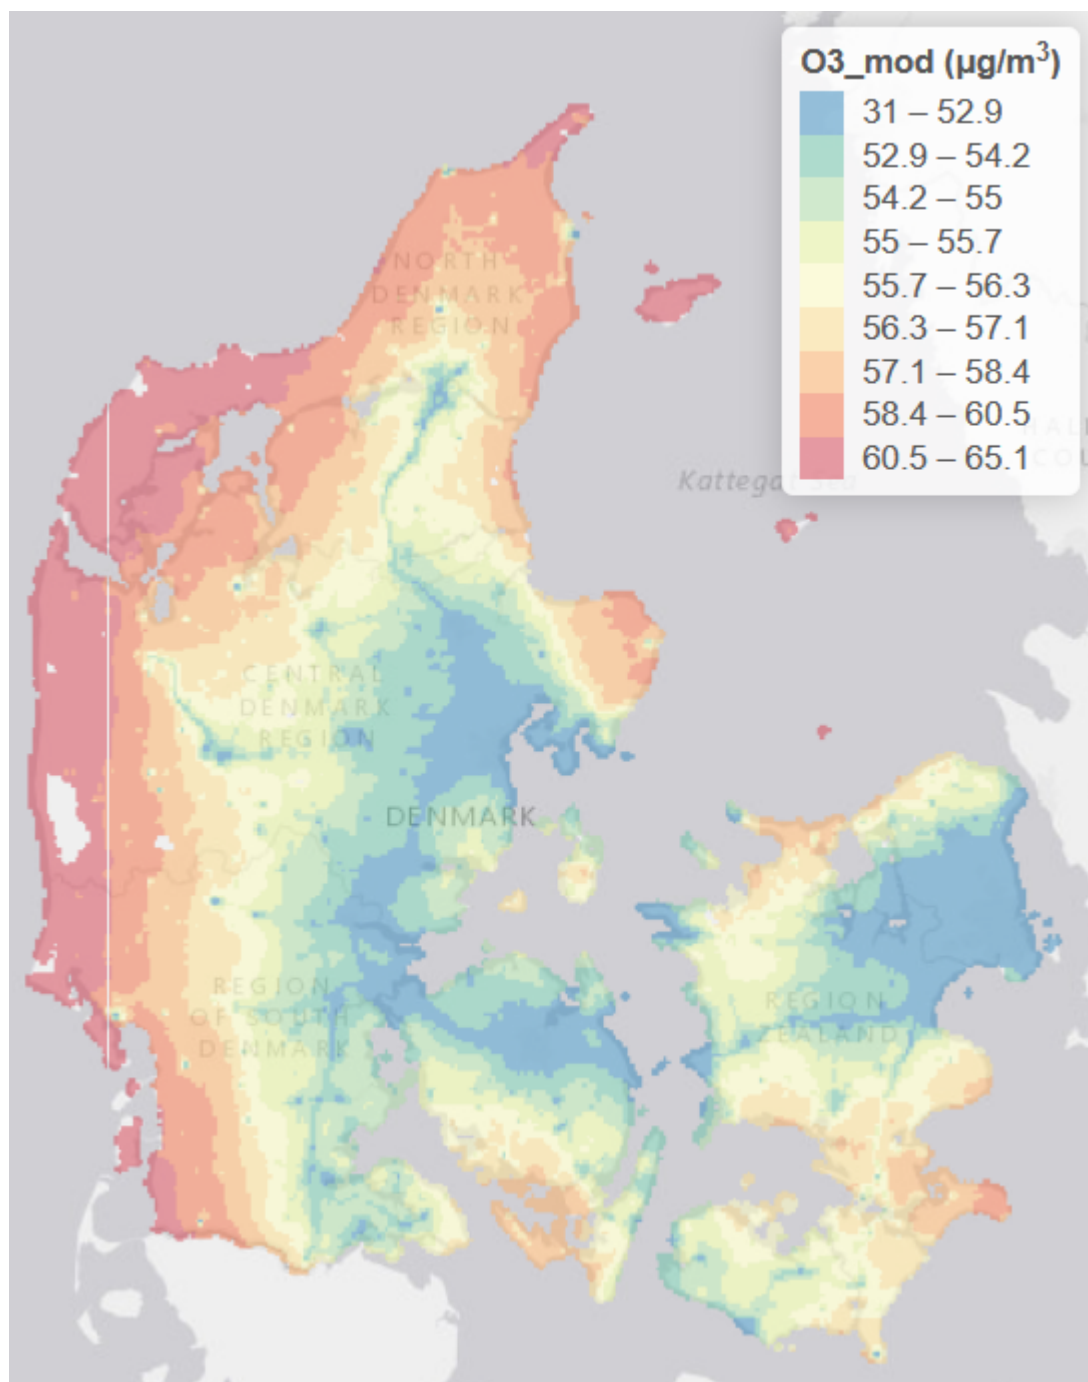 O3_mod (µg/m³)
31 – 52.9
52.9 – 54.2
54.2 – 55
55 – 55.7
55.7 – 56.3
56.3 – 57.1
57.1 – 58.4
58.4 – 60.5
60.5 – 65.1
NORTH
DENMARK
REGION
Kattegat Sea
CENTRAL
DENMARK
REGION
DENMARK
REGION
OF SOUTH
DENMARK
REGION
ZEALAND